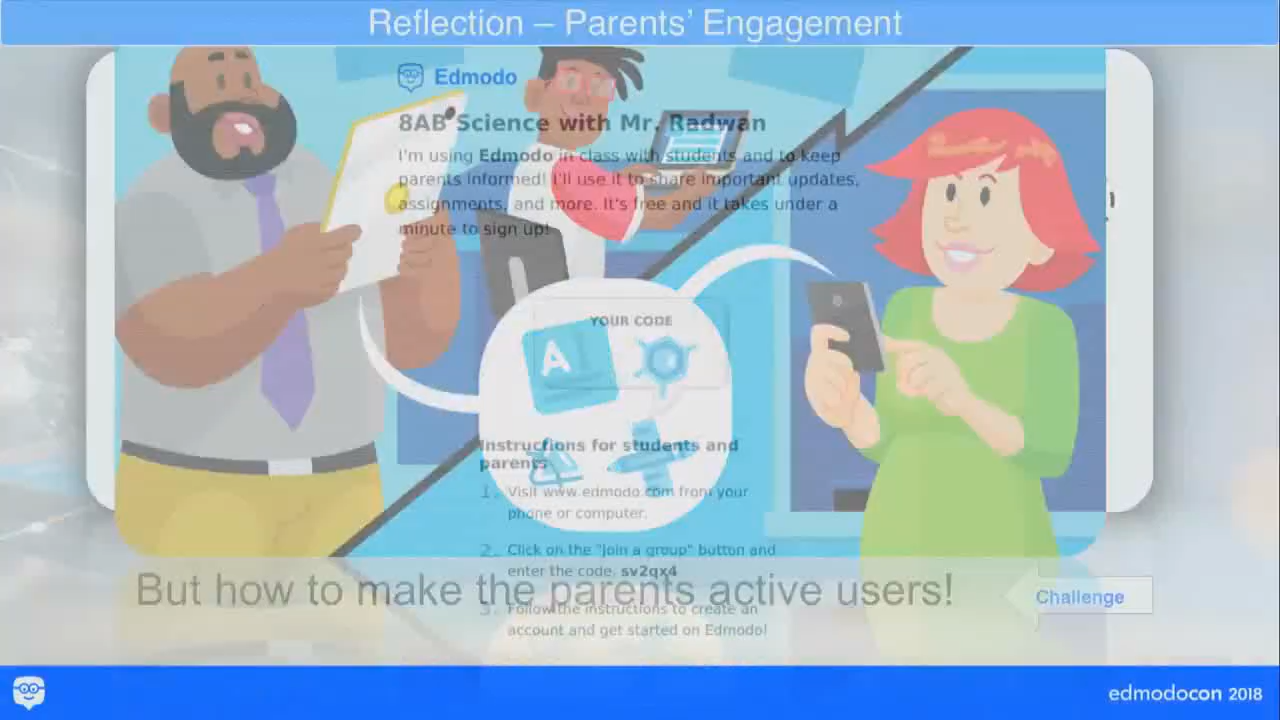 Reflection – Parents’ Engagement
Edmodo
8AB Science with Mr. Radwan
I'm using Edmodo in class with students and to keep
parents informed! I'll use it to share important updates,
assignments, and more. It's free and it takes under a
minute to sign up!
YOUR CODE
A
Instructions for students and
parents
1. Visit www.edmodo.com from your
phone or computer.
2. Click on the "join a group" button and
enter the code, sv2qx4
But how to make the parents active users!
Challenge
3. Follow the instructions to create an
account and get started on Edmodo!
edmodocon 2018